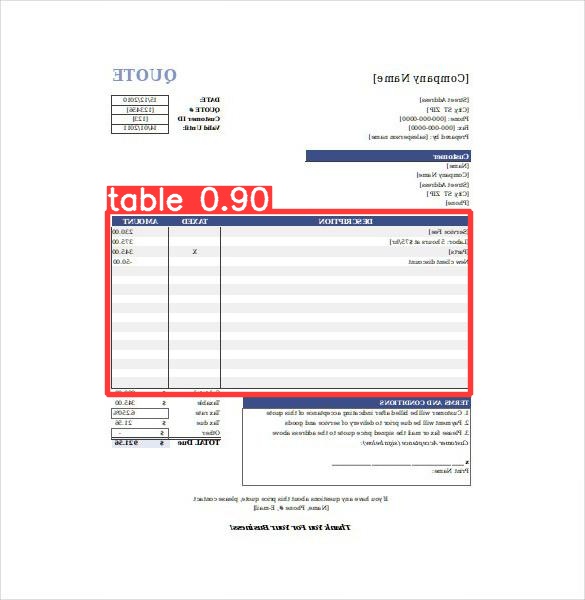 [Company Name]
QUOTE
[Street Address]
[City ST ZIP]
Phone: [000-000-0000]
Fax: [000-000-0000]
Prepared by: [salesperson name]
DATE: 15/12/2010
QUOTE # [123456]
Customer ID [123]
Valid Until: 14/01/2011
Customer
[Name]
[Company Name]
[Street Address]
[City ST ZIP]
[Phone]
table 0.90
DESCRIPTION TAXED AMOUNT
[Service Fee] 230.00
[Labor: 5 hours at $75/hr] 375.00
[Parts] X 345.00
New client discount -50.00
Taxable $ 345.00
Tax rate 6.250%
Tax due $ 21.56
Other $ -
TOTAL Due $ 921.56
TERMS AND CONDITIONS
1. Customer will be billed after indicating acceptance of this quote
2. Payment will be due prior to delivery of service and goods
3. Please fax or mail the signed price quote to the address above
Customer Acceptance (sign below):
x
Print Name:
If you have any questions about this price quote, please contact
[Name, Phone #, E-mail]
Thank You For Your Business!